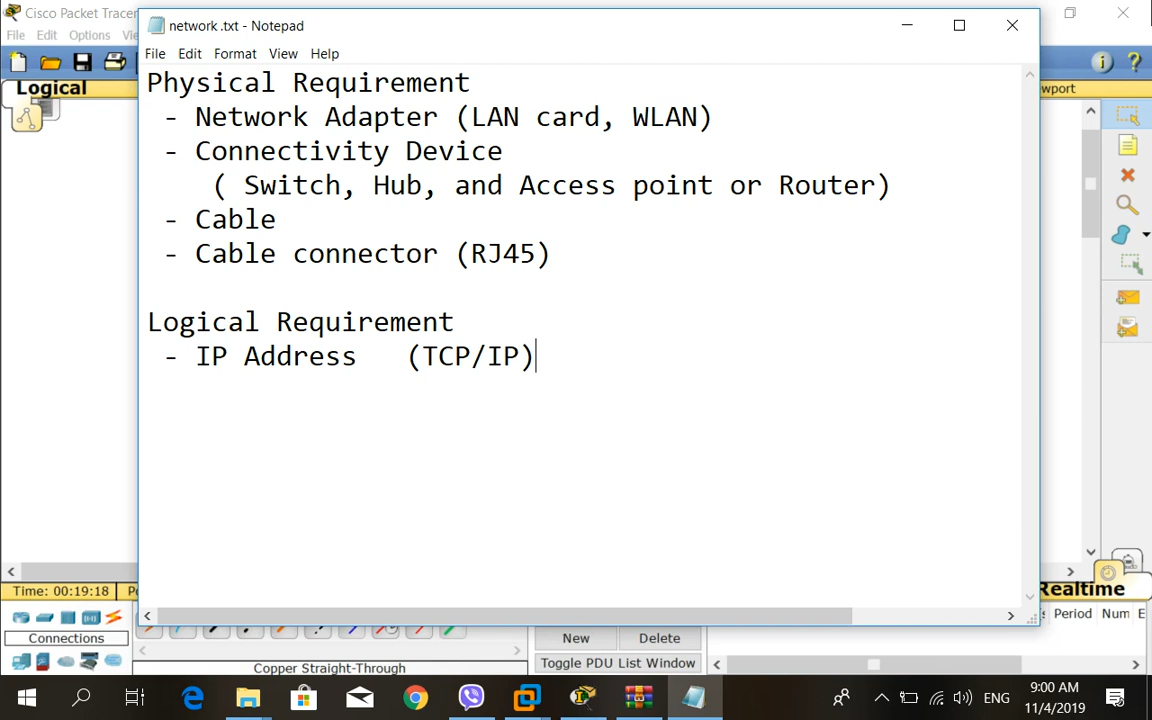 Cisco Packet Tracer
network .txt - Notepad
File Edit Options
File Edit Format View Help
Logical
Physical Requirement
- Network Adapter (LAN card, WLAN)
- Connectivity Device
( Switch, Hub, and Access point or Router)
- Cable
- Cable connector (RJ45)
Logical Requirement
- IP Address (TCP/IP)
Time: 00:19:18
Realtime
Connections
New Delete
Period Num E
Toggle PDU List Window
Copper Straight-Through
ENG
9:00 AM
11/4/2019